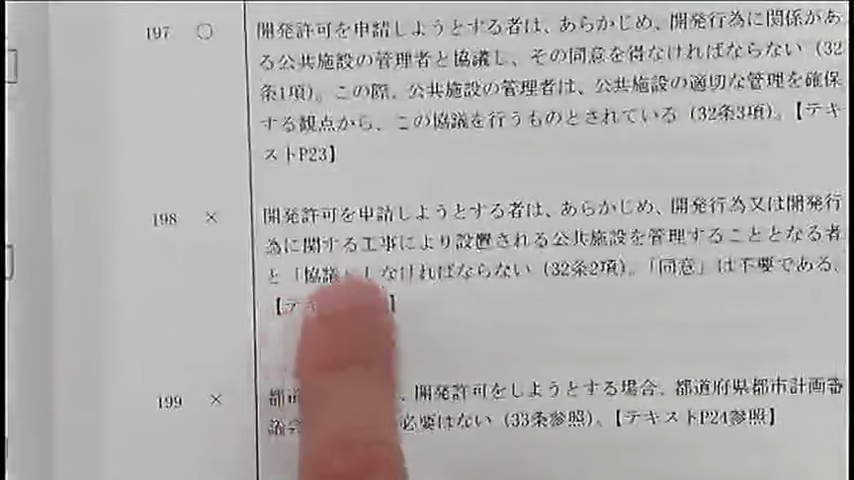 197 ○ 開発許可を申請しようとする者は、あらかじめ、開発行為に関係があ
る公共施設の管理者と協議し、その同意を得なければならない（32
条1項）。この際、公共施設の管理者は、公共施設の適切な管理を確保
する観点から、この協議を行うものとされている（32条3項）。【テキ
ストP23】
198 × 開発許可を申請しようとする者は、あらかじめ、開発行為又は開発行
為に関する工事により設置される公共施設を管理することとなる者
と「協議」しなければならない（32条2項）。「同意」は不要である。
【テ
199 × 都道 、開発許可をしようとする場合、都道府県都市計画審
議会 必要はない（33条参照）。【テキストP24参照】